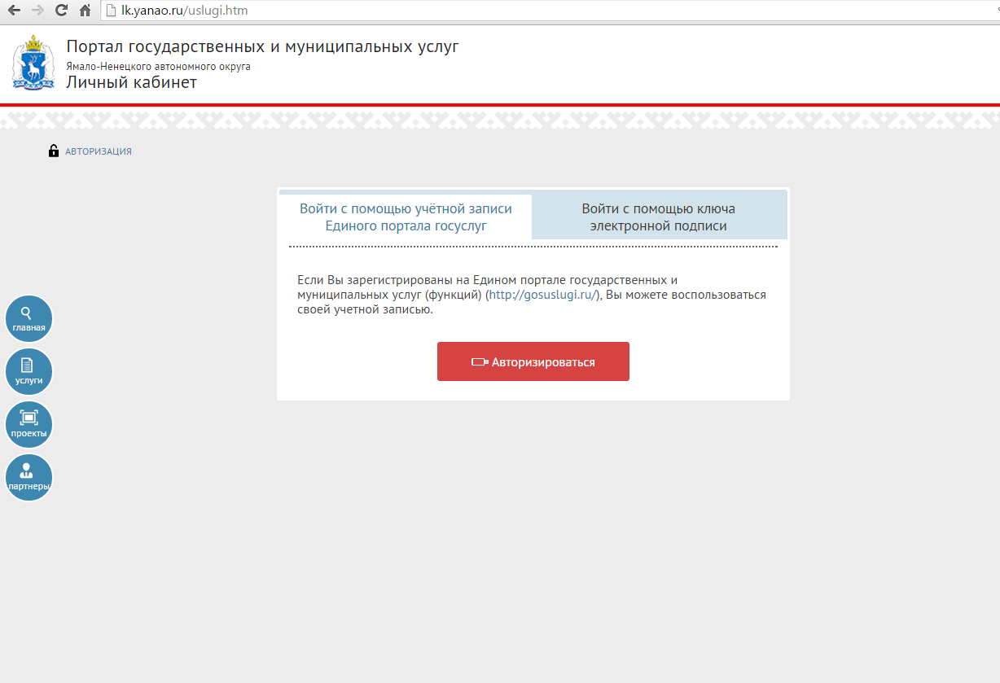 lk.yanao.ru/uslugi.htm
Портал государственных и муниципальных услуг
Ямало-Ненецкого автономного округа
Личный кабинет
АВТОРИЗАЦИЯ
Войти с помощью учётной записи
Единого портала госуслуг
Войти с помощью ключа
электронной подписи
Если Вы зарегистрированы на Едином портале государственных и
муниципальных услуг (функций) (http://gosuslugi.ru/), Вы можете воспользоваться
своей учетной записью.
Авторизироваться
главная
услуги
проекты
партнеры